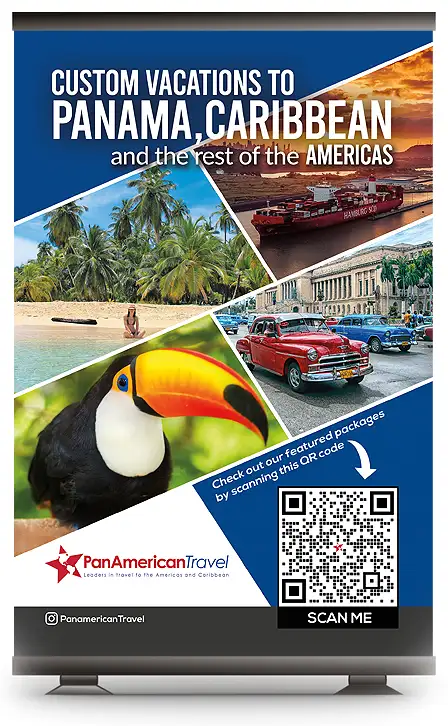 CUSTOM VACATIONS TO
PANAMA, CARIBBEAN
and the rest of the AMERICAS
HAMBURG SÜD
Check out our featured packages
by scanning this QR code
PanAmericanTravel
Leaders in Travel to the Americas and Caribbean
SCAN ME
PanamericanTravel